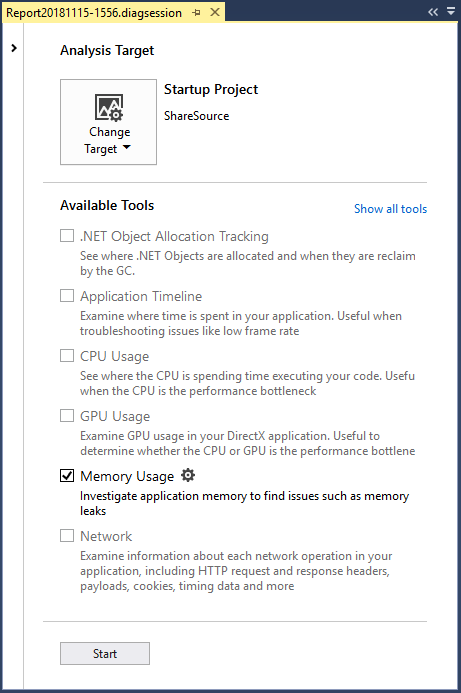 Report20181115-1556.diagsession
Analysis Target
Change
Target
Startup Project
ShareSource
Available Tools
Show all tools
.NET Object Allocation Tracking
See where .NET Objects are allocated and when they are reclaim
by the GC.
Application Timeline
Examine where time is spent in your application. Useful when
troubleshooting issues like low frame rate
CPU Usage
See where the CPU is spending time executing your code. Usefu
when the CPU is the performance bottleneck
GPU Usage
Examine GPU usage in your DirectX application. Useful to
determine whether the CPU or GPU is the performance bottlene
Memory Usage
Investigate application memory to find issues such as memory
leaks
Network
Examine information about each network operation in your
application, including HTTP request and response headers,
payloads, cookies, timing data and more
Start